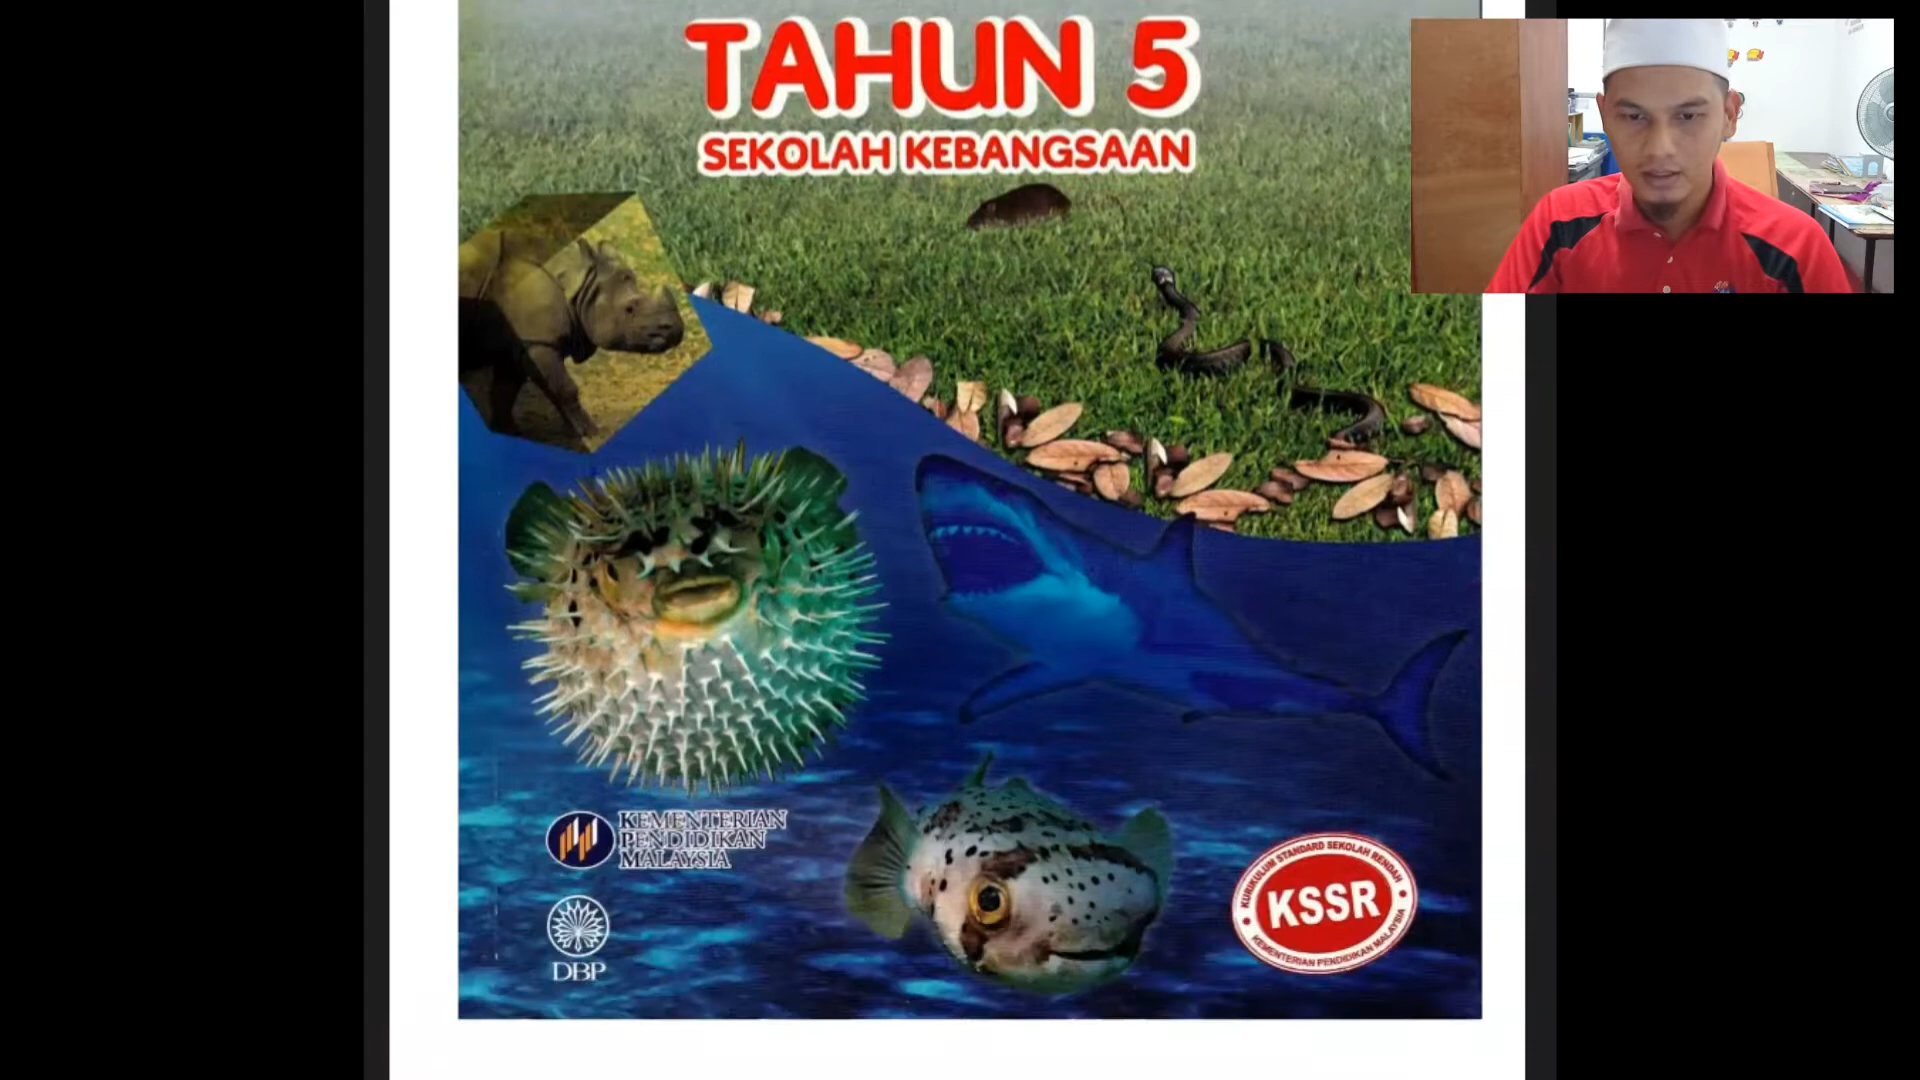 TAHUN 5
SEKOLAH KEBANGSAAN
KEMENTERIAN
PENDIDIKAN
MALAYSIA
DBP
KURIKULUM STANDARD SEKOLAH RENDAH
KSSR
KEMENTERIAN PENDIDIKAN MALAYSIA